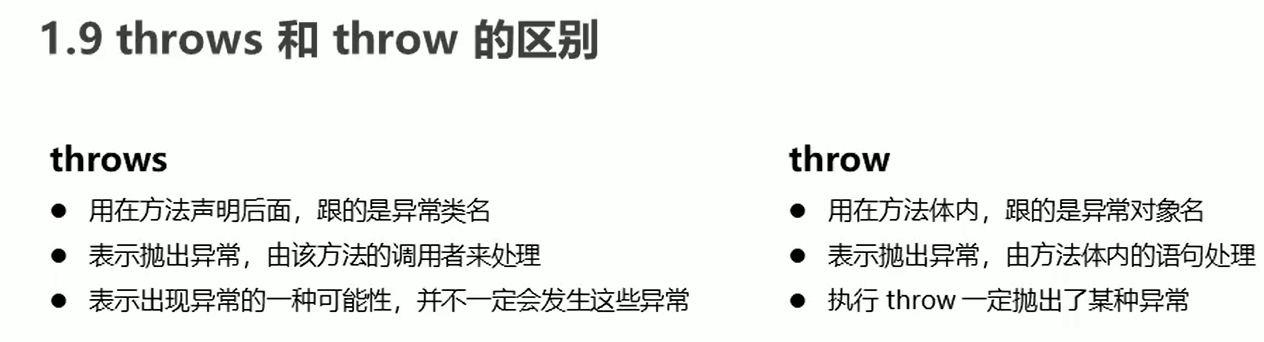 1.9 throws 和 throw 的区别
throws
● 用在方法声明后面，跟的是异常类名
● 表示抛出异常，由该方法的调用者来处理
● 表示出现异常的一种可能性，并不一定会发生这些异常
throw
● 用在方法体内，跟的是异常对象名
● 表示抛出异常，由方法体内的语句处理
● 执行 throw 一定抛出了某种异常